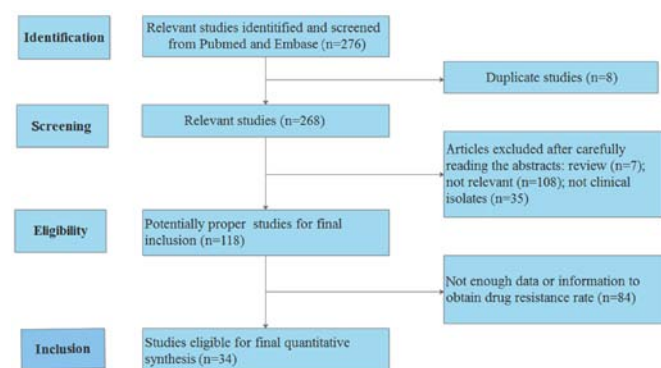 Identification
Relevant studies identitified and screened
from Pubmed and Embase (n=276)
Duplicate studies (n=8)
Screening
Relevant studies (n=268)
Articles excluded after carefully
reading the abstracts: review (n=7);
not relevant (n=108); not clinical
isolates (n=35)
Eligibility
Potentially proper studies for final
inclusion (n=118)
Not enough data or information to
obtain drug resistance rate (n=84)
Inclusion
Studies eligible for final quantitative
synthesis (n=34)